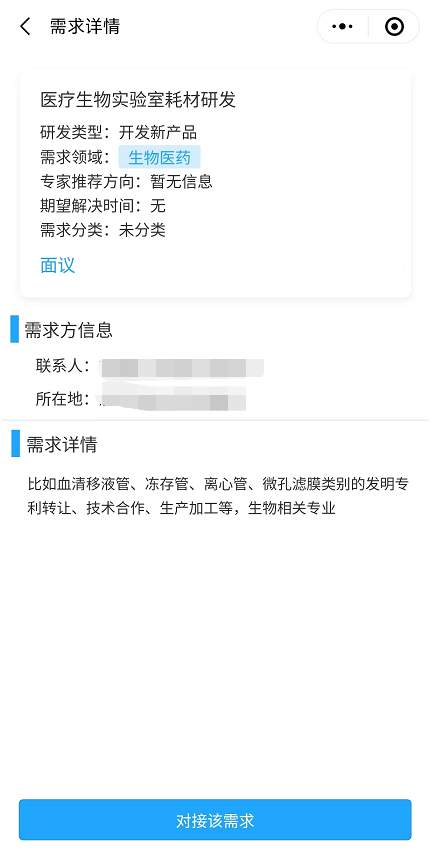 需求详情
医疗生物实验室耗材研发
研发类型：开发新产品
需求领域：生物医药
专家推荐方向：暂无信息
期望解决时间：无
需求分类：未分类
面议
需求方信息
联系人：
所在地：
需求详情
比如血清移液管、冻存管、离心管、微孔滤膜类别的发明专
利转让、技术合作、生产加工等，生物相关专业
对接该需求